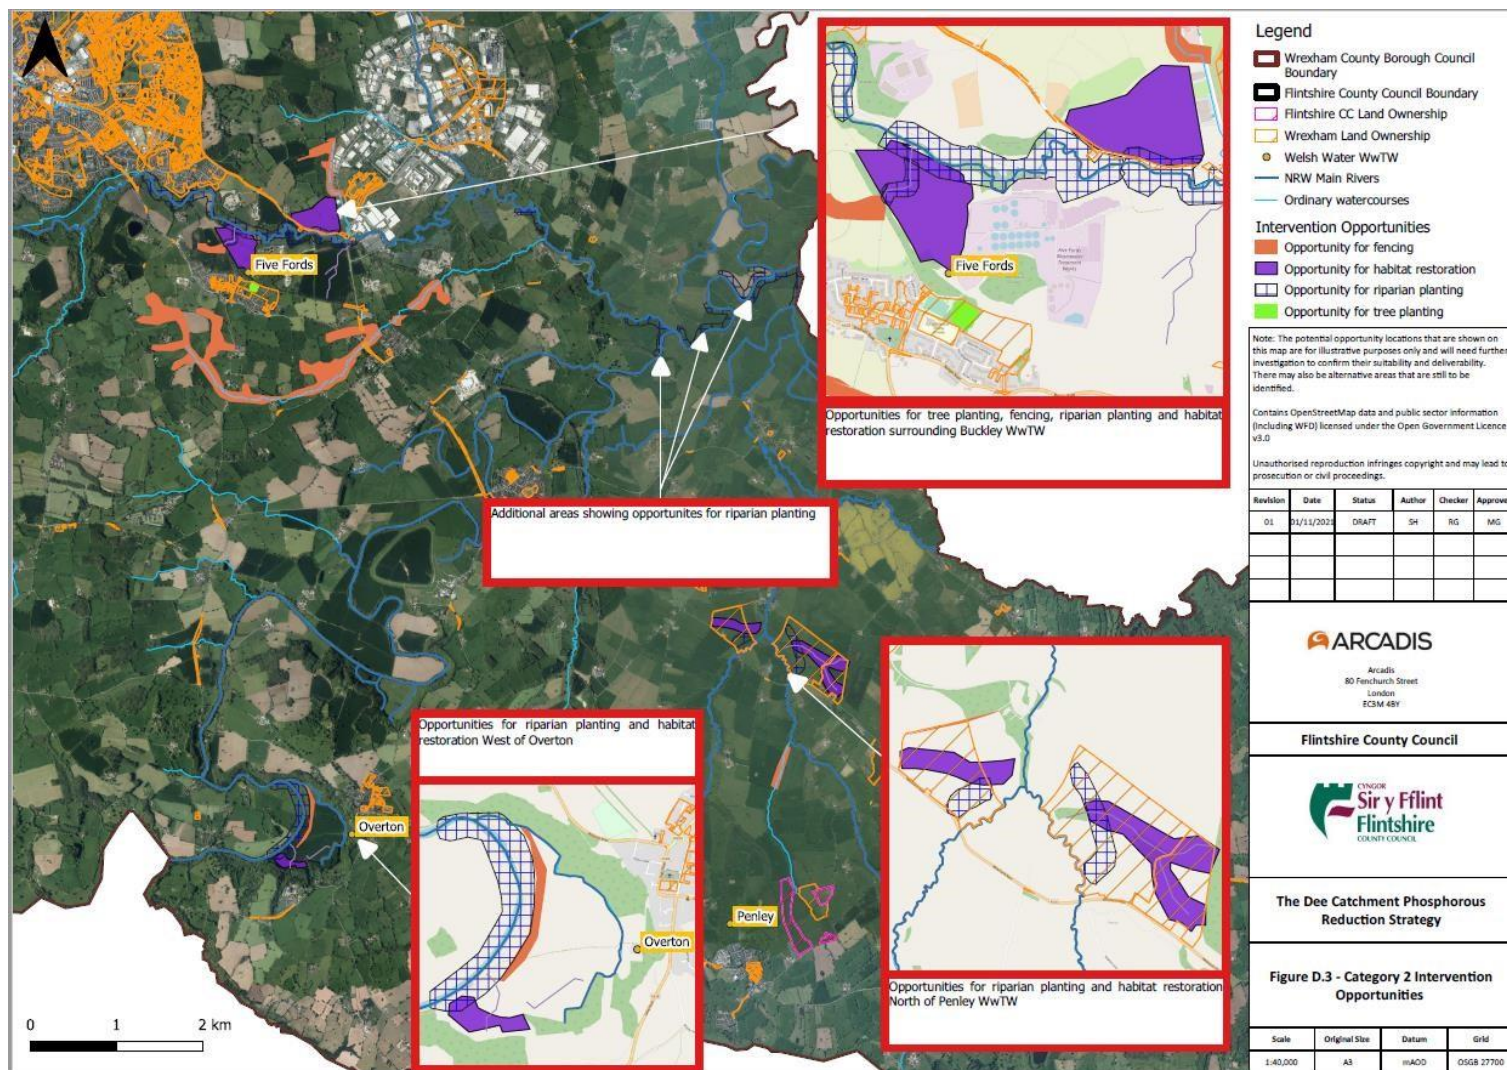 Five Fords
Overton
Penley
0 1 2 km
Five Fords
Opportunities for tree planting, fencing, riparian planting and habitat
restoration surrounding Buckley WwTW
Additional areas showing opportunites for riparian planting
Opportunities for riparian planting and habitat
restoration West of Overton
Overton
Opportunities for riparian planting and habitat restoration
North of Penley WwTW
Legend
Wrexham County Borough Council
Boundary
Flintshire County Council Boundary
Flintshire CC Land Ownership
Wrexham Land Ownership
Welsh Water WwTW
NRW Main Rivers
Ordinary watercourses
Intervention Opportunities
Opportunity for fencing
Opportunity for habitat restoration
Opportunity for riparian planting
Opportunity for tree planting
Note: The potential opportunity locations that are shown on
this map are for illustrative purposes only and will need further
investigation to confirm their suitability and deliverability.
There may also be alternative areas that are still to be
identified.
Contains OpenStreetMap data and public sector information
(including WFD) licensed under the Open Government Licence
v3.0
Unauthorised reproduction infringes copyright and may lead to
prosecution or civil proceedings.
Revision Date Status Author Checker Approve
01 01/11/2021 DRAFT SH RG MG
ARCADIS
Arcadis
80 Fenchurch Street
London
EC3M 4BY
Flintshire County Council
CYNGOR
Sir y Fflint
Flintshire
COUNTY COUNCIL
The Dee Catchment Phosphorous
Reduction Strategy
Figure D.3 - Category 2 Intervention
Opportunities
Scale Original Size Datum Grid
1:40,000 A3 mAOD OSGB 27700